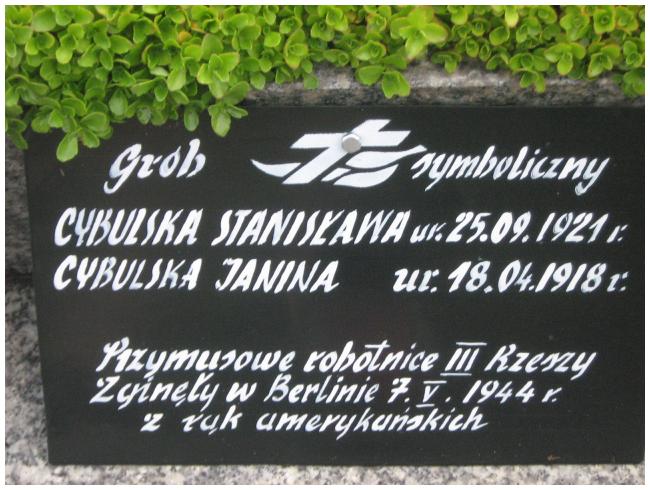 Grób symboliczny
CYBULSKA STANISŁAWA ur. 25.09.1921 r.
CYBULSKA JANINA ur. 18.04.1918 r.
Przymusowe robotnice III Rzeszy
Zginęły w Berlinie 7.V.1944 r.
z rąk amerykańskich